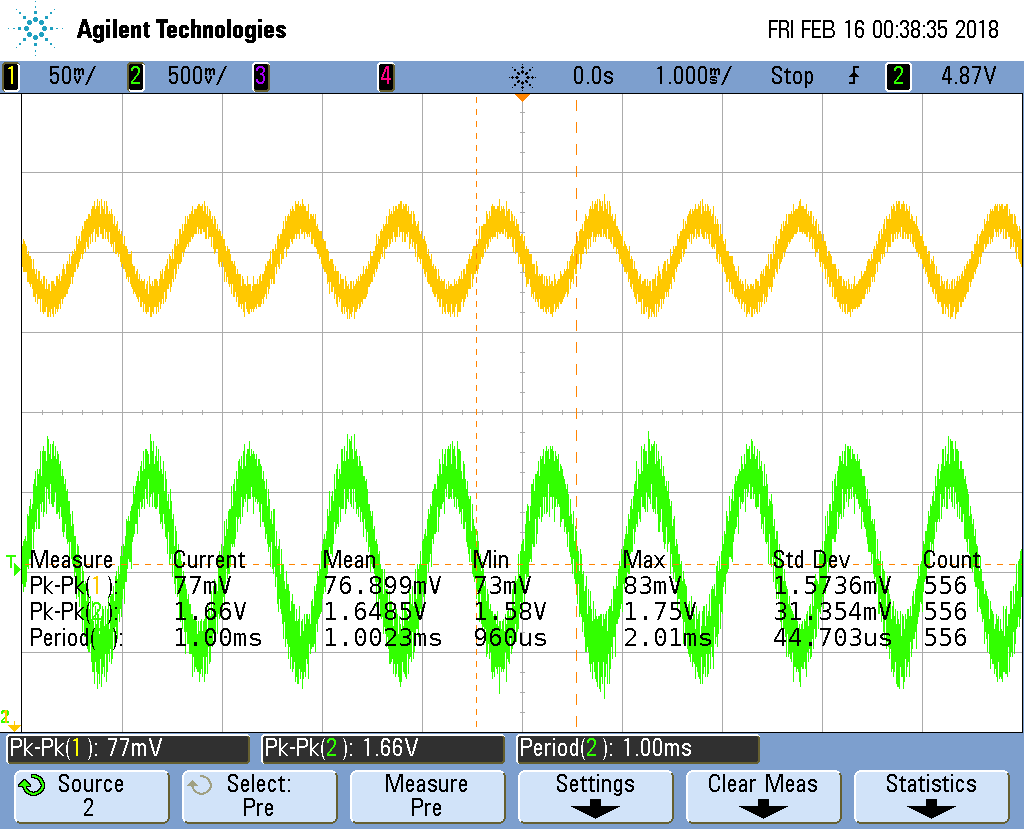 Agilent Technologies FRI FEB 16 00:38:35 2018
1 50mV/ 2 500mV/ 3 4 0.0s 1.000ms/ Stop 2 4.87V
T
Measure Current Mean Min Max Std Dev Count
Pk-Pk(1): 77mV 76.899mV 73mV 83mV 1.5736mV 556
Pk-Pk(2): 1.66V 1.6485V 1.58V 1.75V 31.354mV 556
Period(2): 1.00ms 1.0023ms 960us 2.01ms 44.703us 556
2
Pk-Pk(1): 77mV Pk-Pk(2): 1.66V Period(2): 1.00ms
Source Select: Measure Settings Clear Meas Statistics
2 Pre Pre